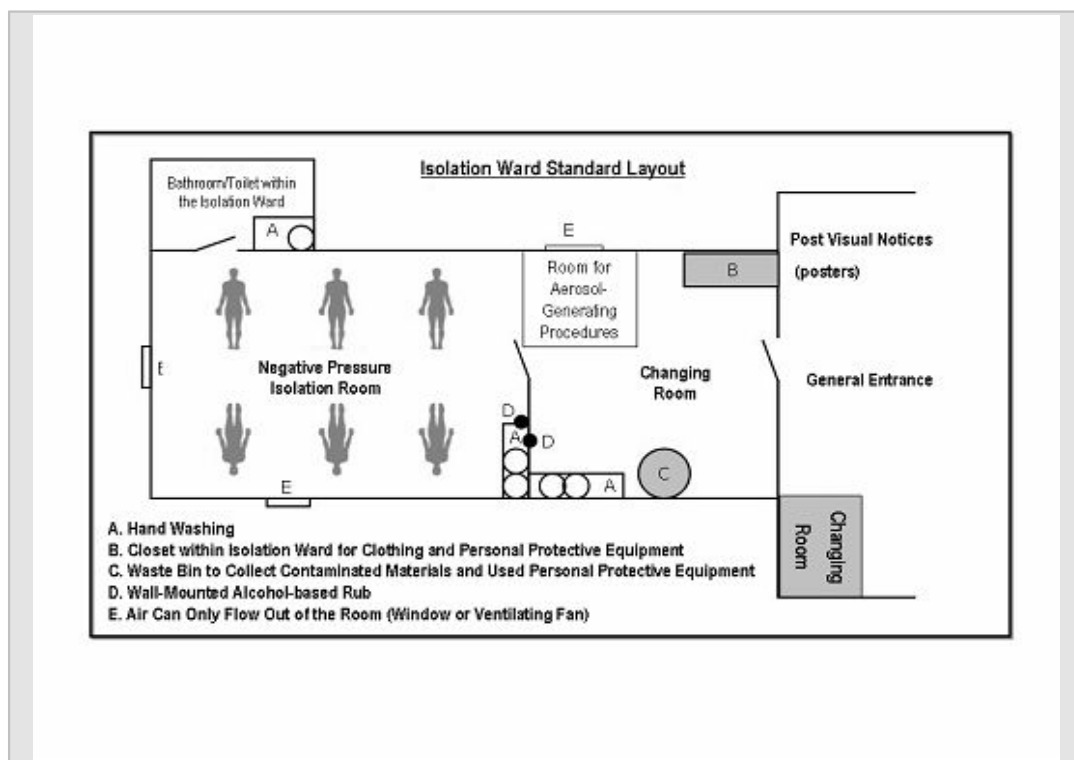 Isolation Ward Standard Layout
Bathroom/Toilet within
the Isolation Ward
A
E
B
Post Visual Notices
(posters)
Room for
Aerosol-
Generating
Procedures
E
Negative Pressure
Isolation Room
Changing
Room
General Entrance
D
A
D
E
A
C
Changing
Room
A. Hand Washing
B. Closet within Isolation Ward for Clothing and Personal Protective Equipment
C. Waste Bin to Collect Contaminated Materials and Used Personal Protective Equipment
D. Wall-Mounted Alcohol-based Rub
E. Air Can Only Flow Out of the Room (Window or Ventilating Fan)